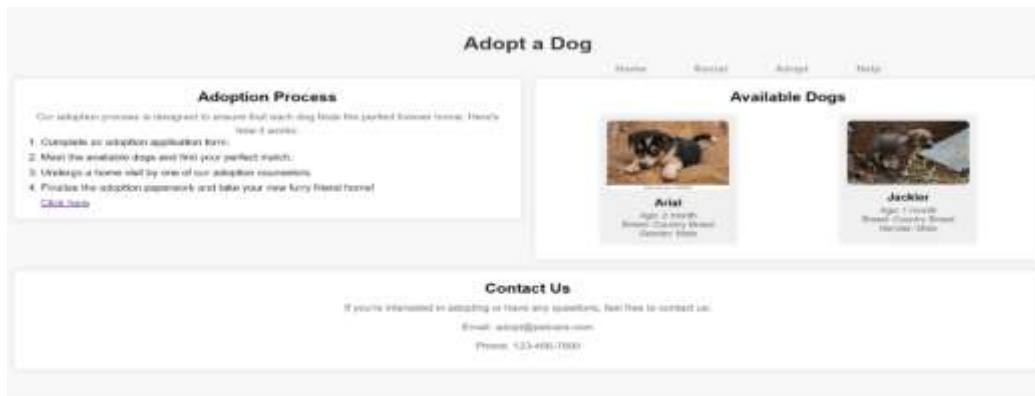 Adopt a Dog
Home Social Adopt Help
Adoption Process
Our adoption process is designed to ensure that each dog finds the perfect forever home. Here's
how it works:
1. Complete an adoption application form.
2. Meet the available dogs and find your perfect match.
3. Undergo a home visit by one of our adoption counselors.
4. Finalize the adoption paperwork and take your new furry friend home!
Click here
Available Dogs
Arial
Age: 2 month
Breed: Country Breed
Gender: Male
Jackler
Age: 1 month
Breed: Country Breed
Gender: Male
Contact Us
If you're interested in adopting or have any questions, feel free to contact us:
Email: adopt@petcare.com
Phone: 123-456-7890